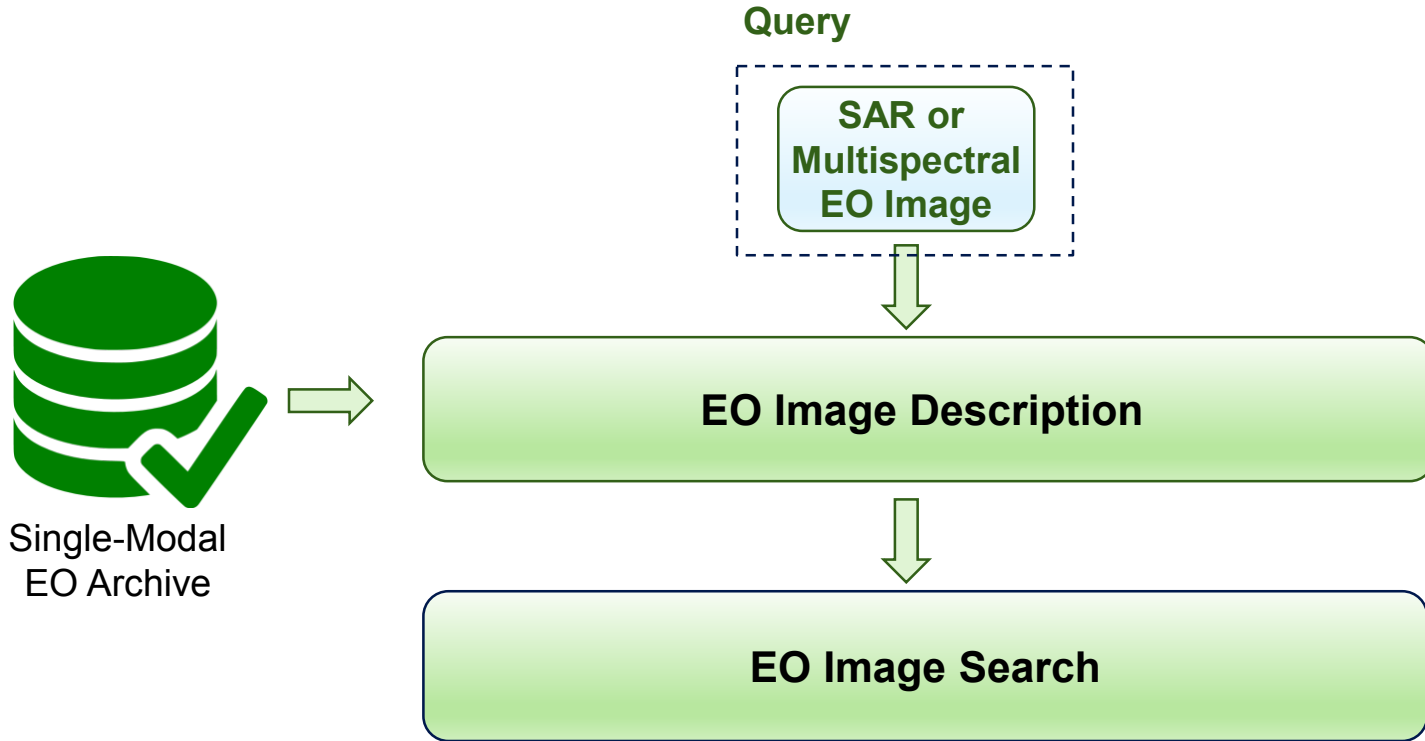 Query
SAR or
Multispectral
EO Image
EO Image Description
Single-Modal
EO Archive
EO Image Search